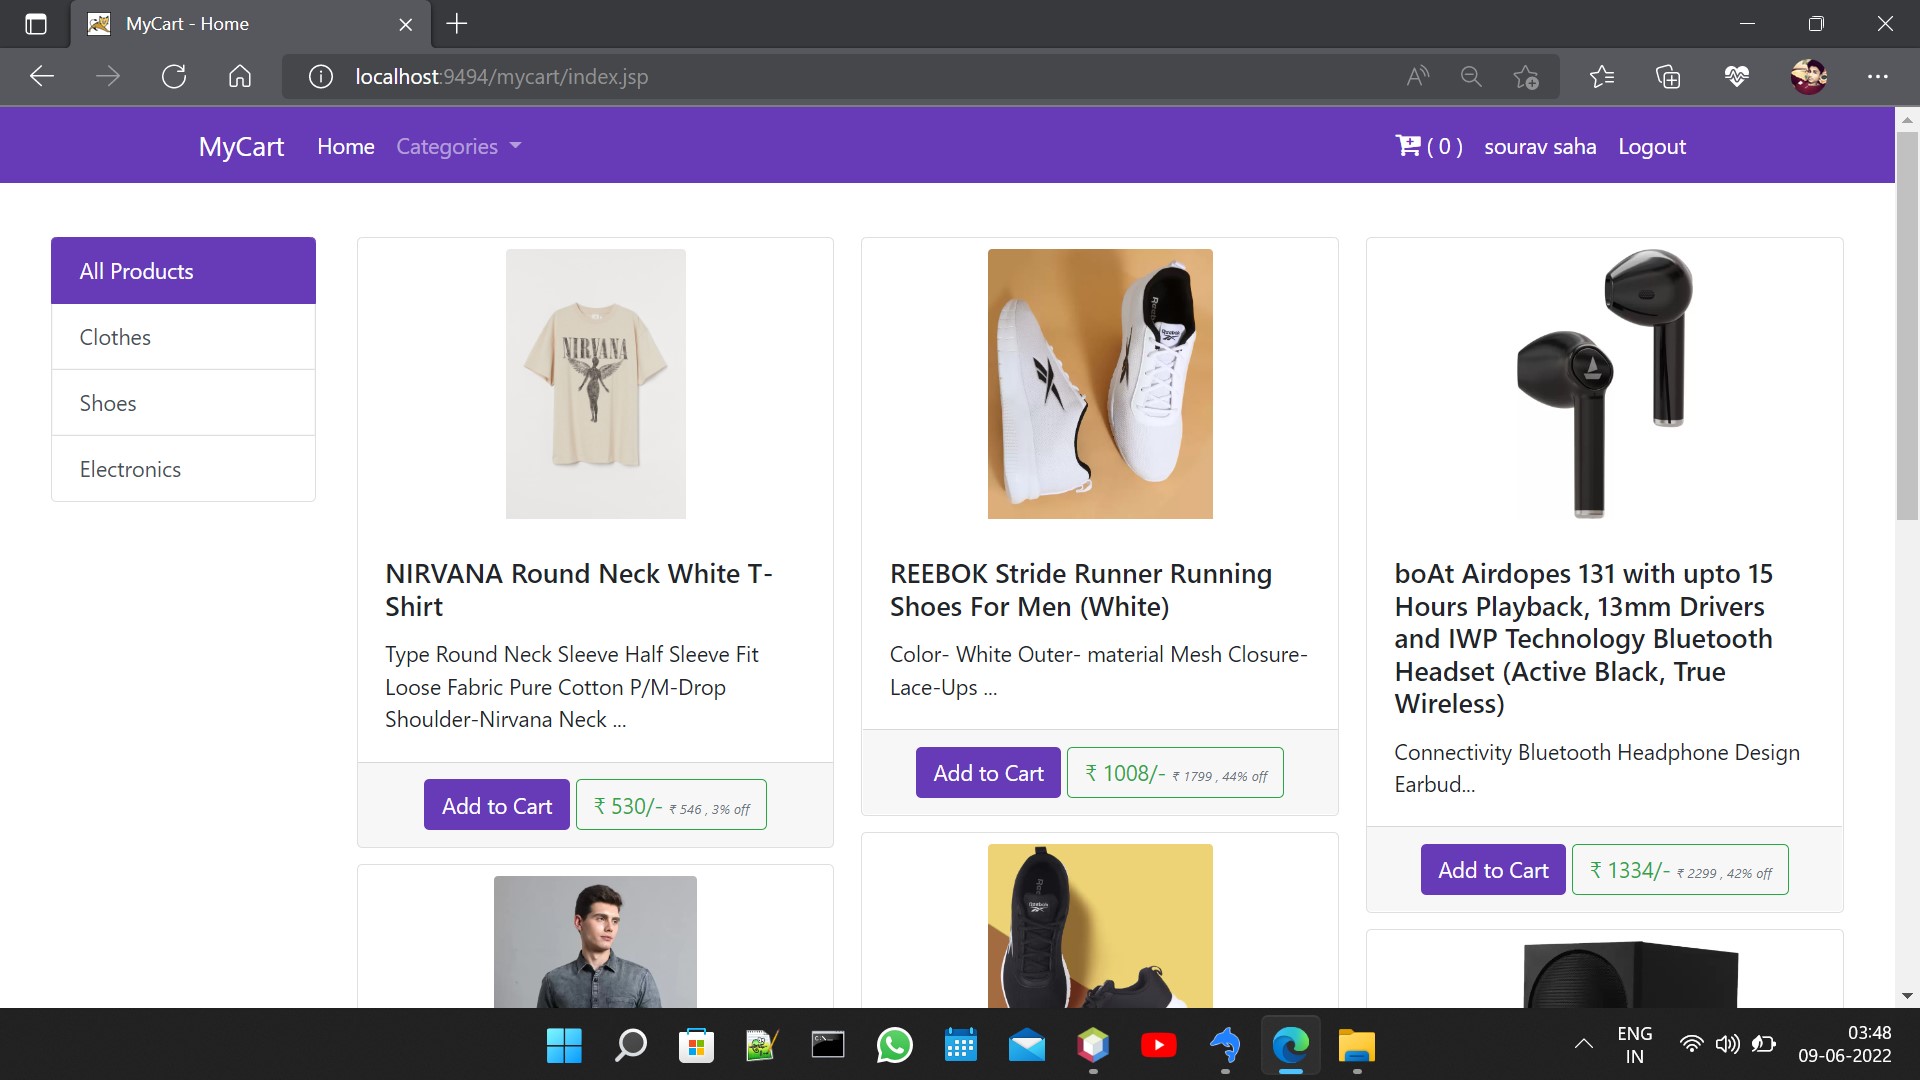 MyCart - Home
localhost:9494/mycart/index.jsp
MyCart Home Categories ( 0 ) sourav saha Logout
All Products
Clothes
Shoes
Electronics
NIRVANA
NIRVANA Round Neck White T-
Shirt
Type Round Neck Sleeve Half Sleeve Fit
Loose Fabric Pure Cotton P/M-Drop
Shoulder-Nirvana Neck ...
Add to Cart ₹ 530/- ₹ 546 , 3% off
Reebok
REEBOK Stride Runner Running
Shoes For Men (White)
Color- White Outer- material Mesh Closure-
Lace-Ups ...
Add to Cart ₹ 1008/- ₹ 1799 , 44% off
Reebok
boAt Airdopes 131 with upto 15
Hours Playback, 13mm Drivers
and IWP Technology Bluetooth
Headset (Active Black, True
Wireless)
Connectivity Bluetooth Headphone Design
Earbud...
Add to Cart ₹ 1334/- ₹ 2299 , 42% off
ENG
IN
03:48
09-06-2022